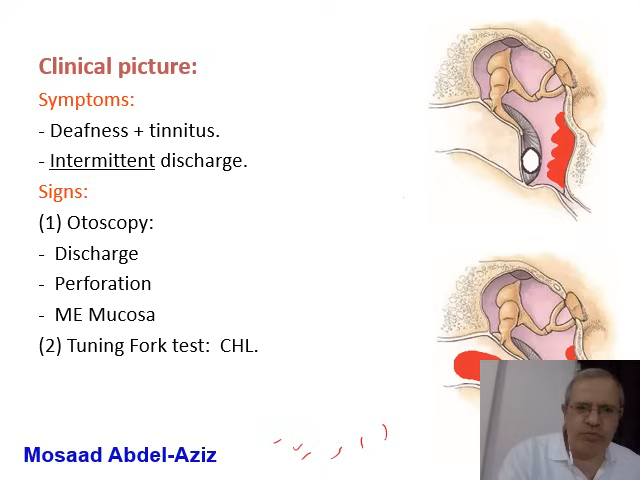 Clinical picture:
Symptoms:
- Deafness + tinnitus.
- Intermittent discharge.
Signs:
(1) Otoscopy:
- Discharge
- Perforation
- ME Mucosa
(2) Tuning Fork test: CHL.
Mosaad Abdel-Aziz